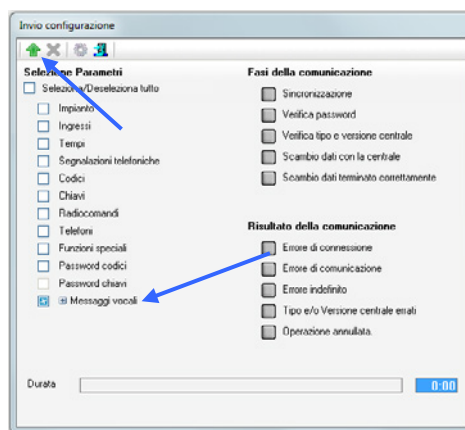 Invio configurazione
Selezione Parametri
Seleziona/Deseleziona tutto
Impianto
Ingressi
Tempi
Segnalazioni telefoniche
Codici
Chiavi
Radiocomandi
Telefoni
Funzioni speciali
Password codici
Password chiavi
Messaggi vocali
Fasi della comunicazione
Sincronizzazione
Verifica password
Verifica tipo e versione centrale
Scambio dati con la centrale
Scambio dati terminato correttamente
Risultato della comunicazione
Errore di connessione
Errore di comunicazione
Errore indefinito
Tipo e/o Versione centrale errati
Operazione annullata.
Durata
0:00